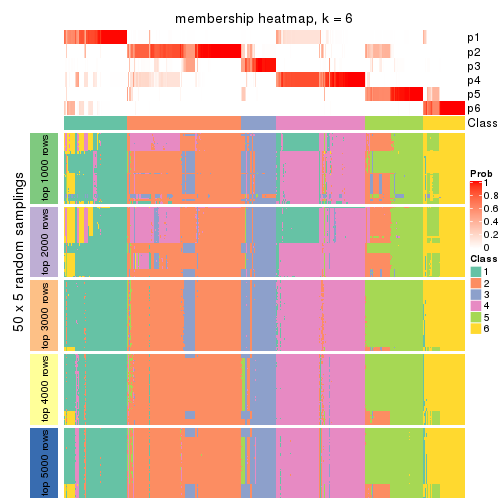 membership heatmap, k = 6
p1
p2
p3
p4
p5
p6
Class
50 x 5 random samplings
top 1000 rows
top 2000 rows
top 3000 rows
top 4000 rows
top 5000 rows
Prob
1
0.8
0.6
0.4
0.2
0
Class
1
2
3
4
5
6